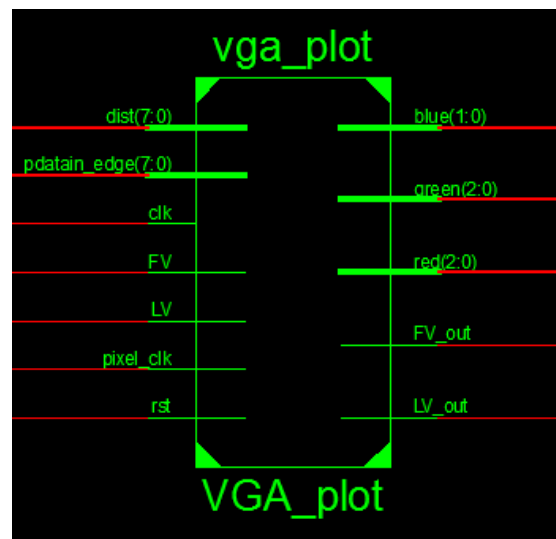 vga_plot
dist(7:0)
pdatain_edge(7:0)
clk
FV
LV
pixel_clk
rst
blue(1:0)
green(2:0)
red(2:0)
FV_out
LV_out
VGA_plot